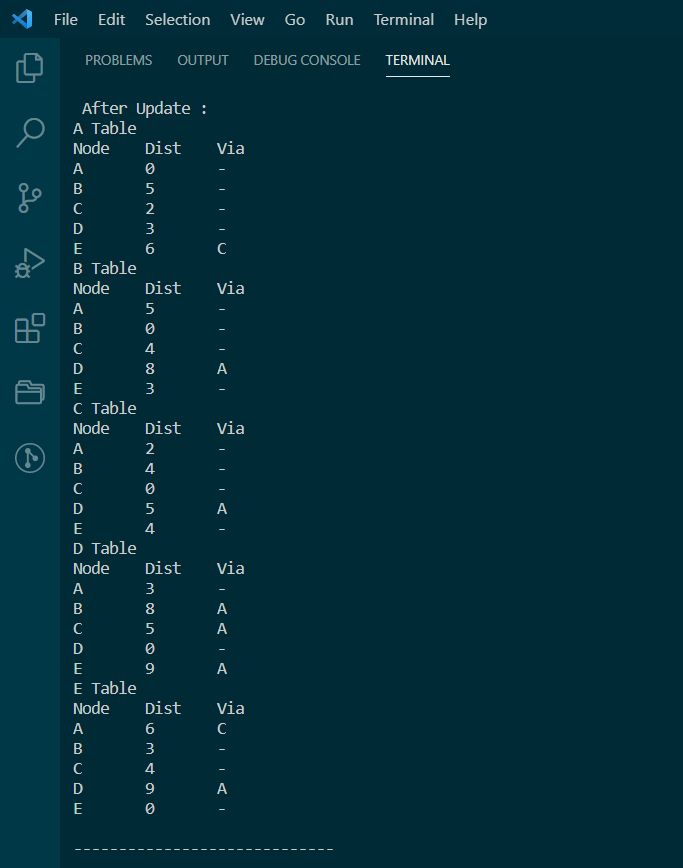 File Edit Selection View Go Run Terminal Help
PROBLEMS OUTPUT DEBUG CONSOLE TERMINAL
After Update :
A Table
Node Dist Via
A 0 -
B 5 -
C 2 -
D 3 -
E 6 C
B Table
Node Dist Via
A 5 -
B 0 -
C 4 -
D 8 A
E 3 -
C Table
Node Dist Via
A 2 -
B 4 -
C 0 -
D 5 A
E 4 -
D Table
Node Dist Via
A 3 -
B 8 A
C 5 A
D 0 -
E 9 A
E Table
Node Dist Via
A 6 C
B 3 -
C 4 -
D 9 A
E 0 -
-----------------------------